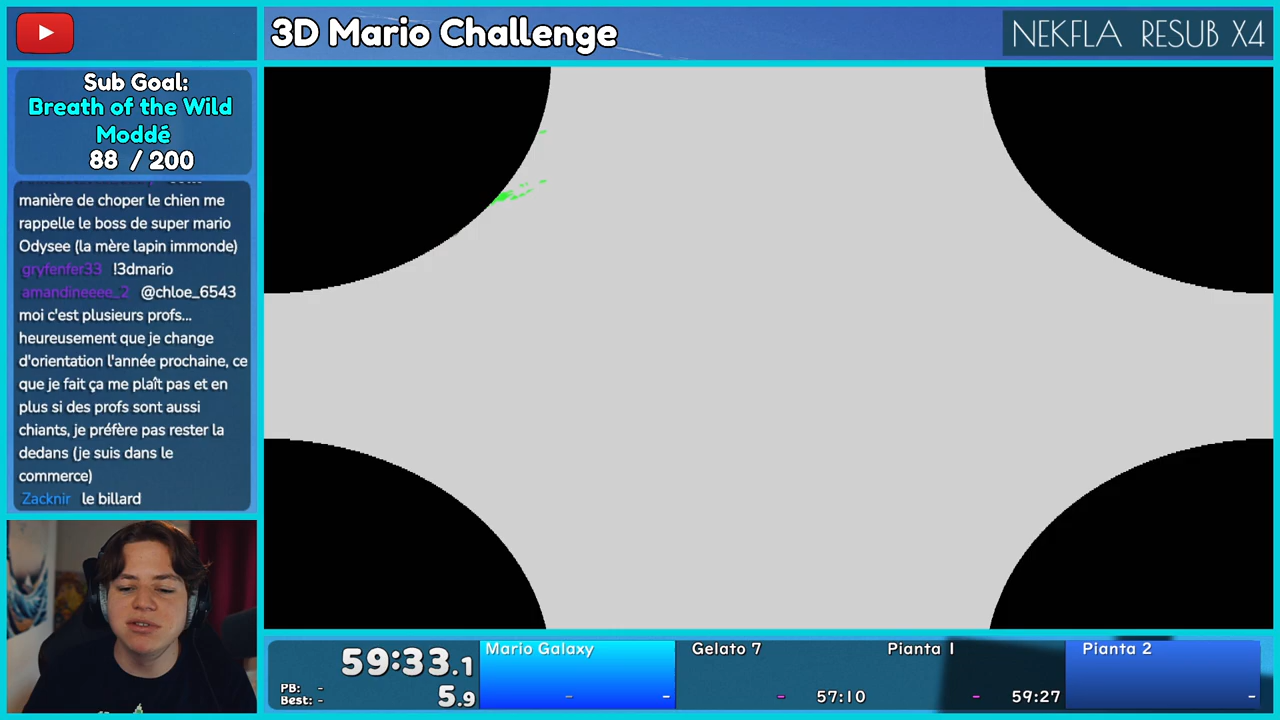 3D Mario Challenge
NEKFLA RESUB X4
Sub Goal:
Breath of the Wild
Moddé
88 / 200
manière de choper le chien me
rappelle le boss de super mario
Odysee (la mère lapin immonde)
gryfenfer33 !3dmario
amandineeee_2 @chloe_6543
moi c'est plusieurs profs...
heureusement que je change
d'orientation l'année prochaine, ce
que je fait ça me plaît pas et en
plus si des profs sont aussi
chiants, je préfère pas rester la
dedans (je suis dans le
commerce)
Zacknir le billard
59:33.1
PB: -
Best: -
5.9
Mario Galaxy
- -
Gelato 7
- 57:10
Pianta 1
- 59:27
Pianta 2
-